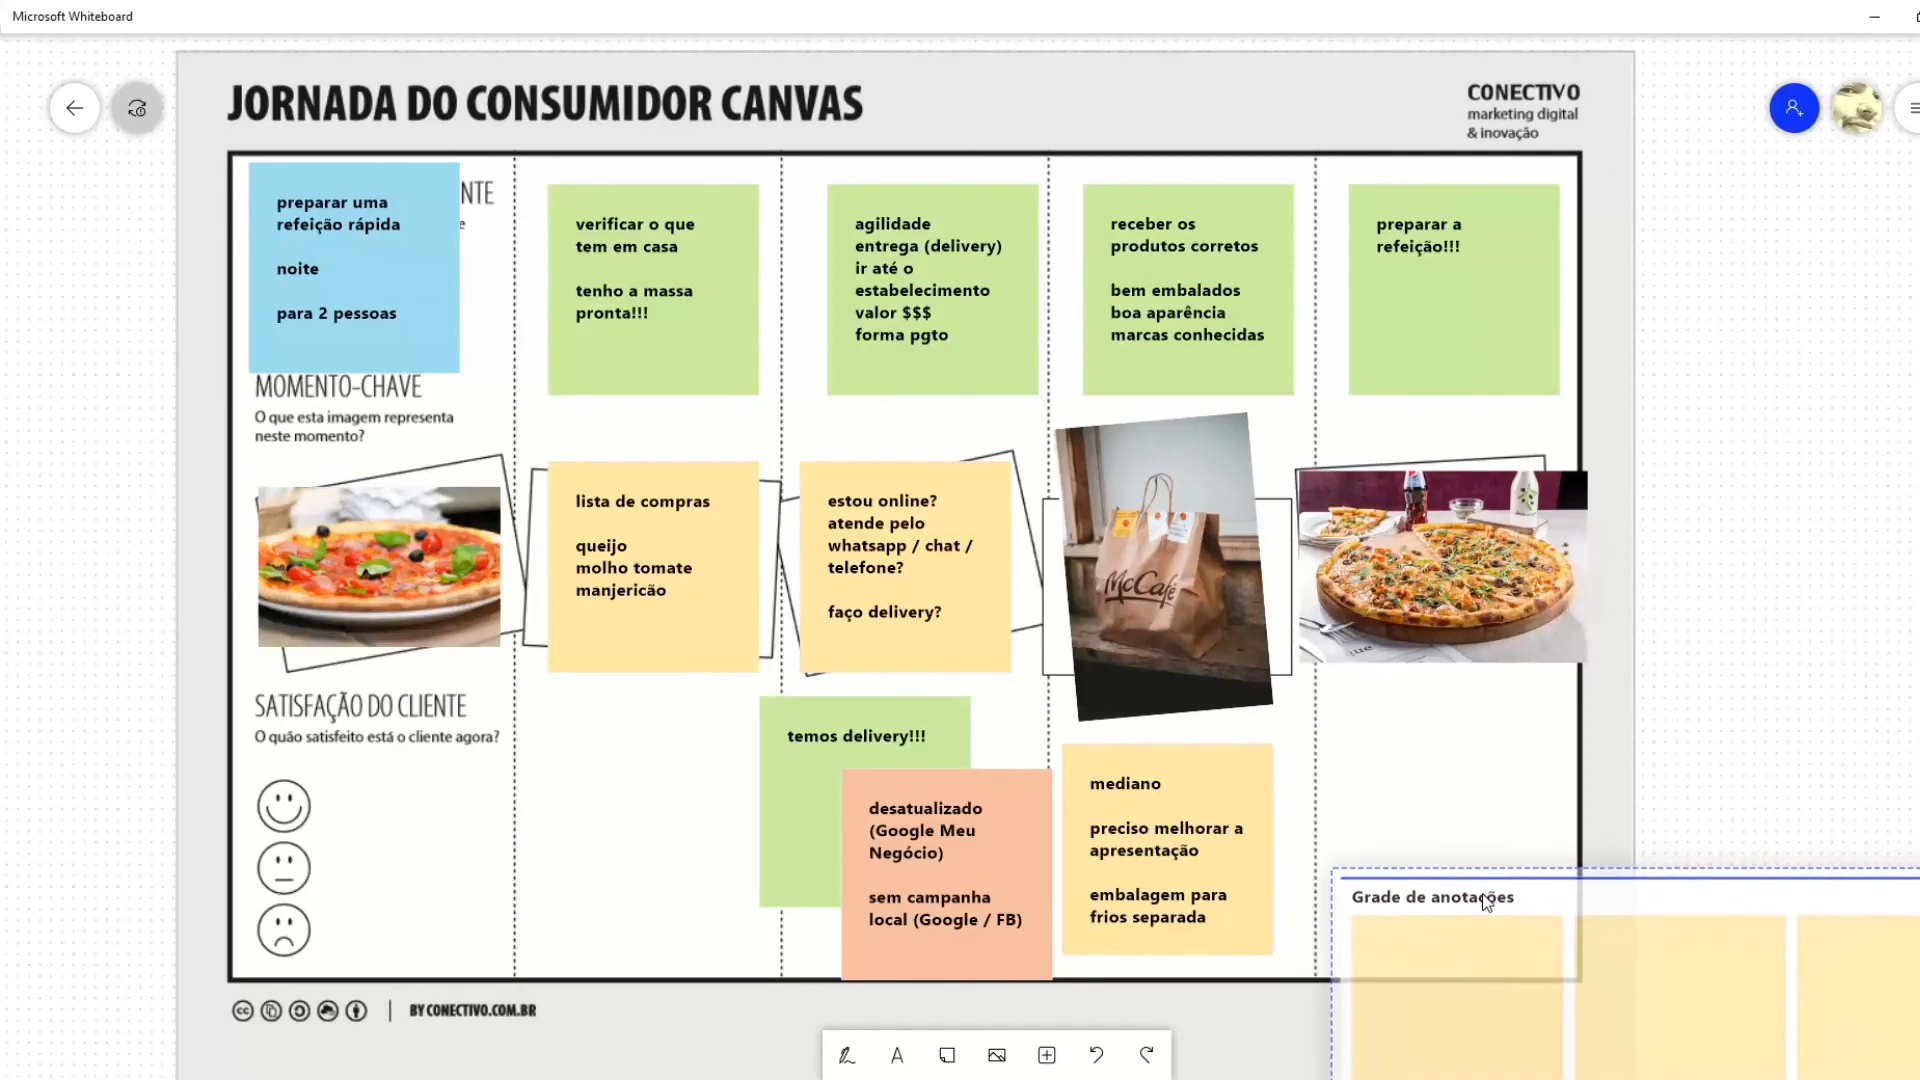 Microsoft Whiteboard
JORNADA DO CONSUMIDOR CANVAS
CONECTIVO
marketing digital
& inovação
preparar uma
refeição rápida
noite
para 2 pessoas
NTE
e
verificar o que
tem em casa
tenho a massa
pronta!!!
agilidade
entrega (delivery)
ir até o
estabelecimento
valor $$$
forma pgto
receber os
produtos corretos
bem embalados
boa aparência
marcas conhecidas
preparar a
refeição!!!
MOMENTO-CHAVE
O que esta imagem representa
neste momento?
lista de compras
queijo
molho tomate
manjericão
estou online?
atende pelo
whatsapp / chat /
telefone?
faço delivery?
McCafé
que
SATISFAÇÃO DO CLIENTE
O quão satisfeito está o cliente agora?
temos delivery!!!
desatualizado
(Google Meu
Negócio)
sem campanha
local (Google / FB)
mediano
preciso melhorar a
apresentação
embalagem para
frios separada
Grade de anotações
cc
BY CONECTIVO.COM.BR